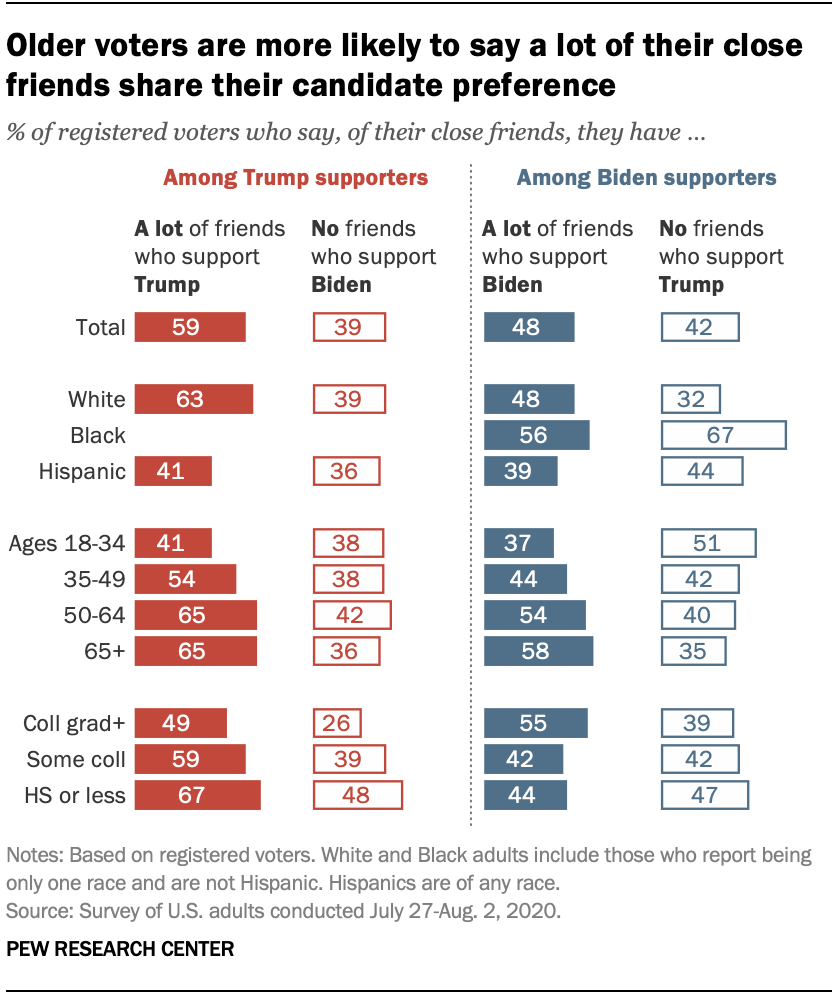 Older voters are more likely to say a lot of their close
friends share their candidate preference
% of registered voters who say, of their close friends, they have ...
Among Trump supporters Among Biden supporters
A lot of friends No friends A lot of friends No friends
who support who support who support who support
Trump Biden Biden Trump
Total 59 39 48 42
White 63 39 48 32
Black 56 67
Hispanic 41 36 39 44
Ages 18-34 41 38 37 51
35-49 54 38 44 42
50-64 65 42 54 40
65+ 65 36 58 35
Coll grad+ 49 26 55 39
Some coll 59 39 42 42
HS or less 67 48 44 47
Notes: Based on registered voters. White and Black adults include those who report being
only one race and are not Hispanic. Hispanics are of any race.
Source: Survey of U.S. adults conducted July 27-Aug. 2, 2020.
PEW RESEARCH CENTER